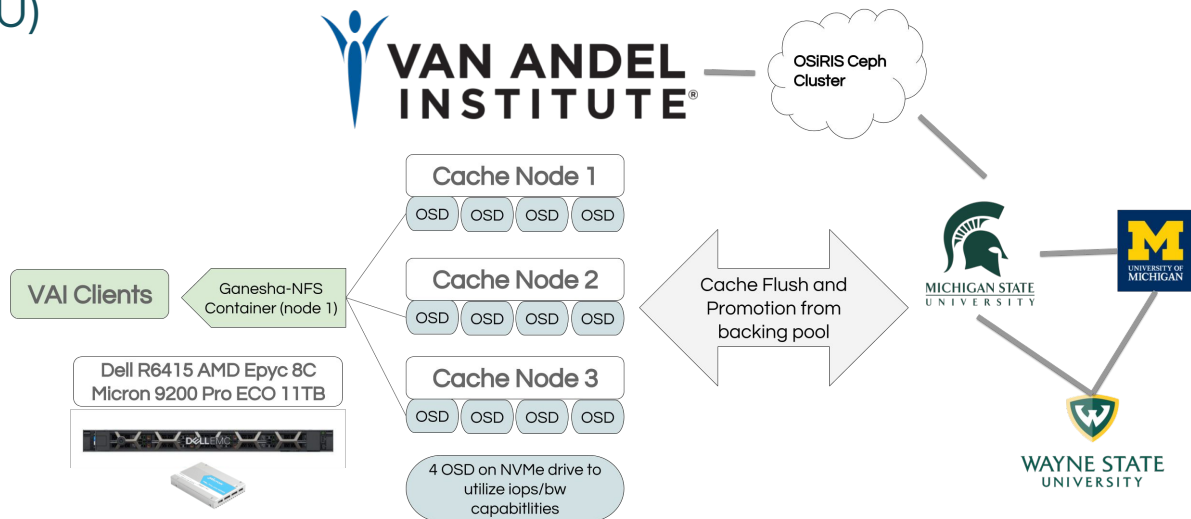 U)
VAN ANDEL
INSTITUTE®
OSiRIS Ceph
Cluster
Cache Node 1
OSD OSD OSD OSD
Cache Node 2
OSD OSD OSD OSD
Cache Node 3
OSD OSD OSD OSD
4 OSD on NVMe drive to
utilize iops/bw
capabitlities
VAI Clients
Ganesha-NFS
Container (node 1)
Dell R6415 AMD Epyc 8C
Micron 9200 Pro ECO 11TB
DELLEMC
Cache Flush and
Promotion from
backing pool
MICHIGAN STATE
UNIVERSITY
M
UNIVERSITY OF
MICHIGAN
W
WAYNE STATE
UNIVERSITY